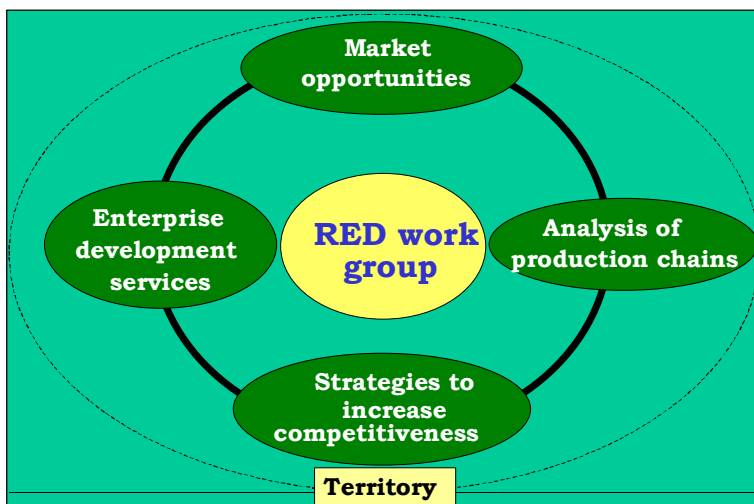 Market
opportunities
Enterprise
development
services
RED work
group
Analysis of
production chains
Strategies to
increase
competitiveness
Territory